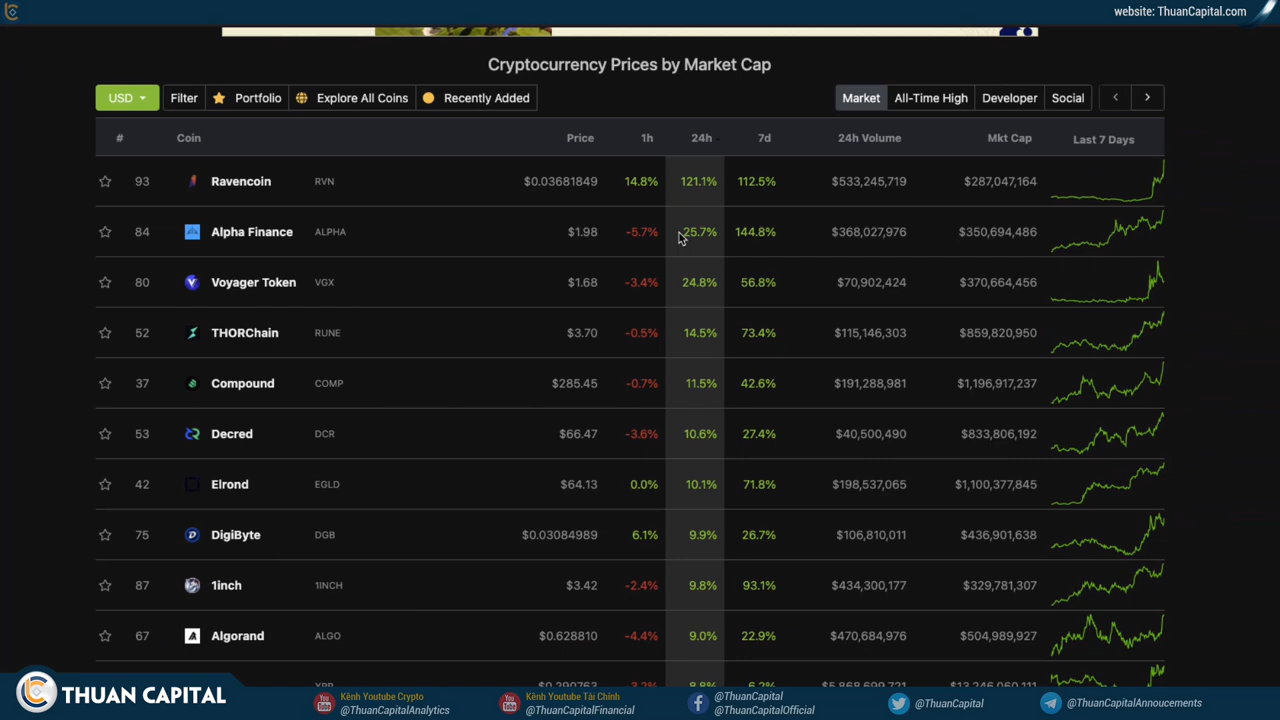 website: ThuanCapital.com
Cryptocurrency Prices by Market Cap
USD Filter Portfolio Explore All Coins Recently Added Market All-Time High Developer Social
# Coin Price 1h 24h 7d 24h Volume Mkt Cap Last 7 Days
93 Ravencoin RVN $0.03681849 14.8% 121.1% 112.5% $533,245,719 $287,047,164
84 Alpha Finance ALPHA $1.98 -5.7% 25.7% 144.8% $368,027,976 $350,694,486
80 Voyager Token VGX $1.68 -3.4% 24.8% 56.8% $70,902,424 $370,664,456
52 THORChain RUNE $3.70 -0.5% 14.5% 73.4% $115,146,303 $859,820,950
37 Compound COMP $285.45 -0.7% 11.5% 42.6% $191,288,981 $1,196,917,237
53 Decred DCR $66.47 -3.6% 10.6% 27.4% $40,500,490 $833,806,192
42 Elrond EGLD $64.13 0.0% 10.1% 71.8% $198,537,065 $1,100,377,845
75 DigiByte DGB $0.03084989 6.1% 9.9% 26.7% $106,810,011 $436,901,638
87 1inch 1INCH $3.42 -2.4% 9.8% 93.1% $434,300,177 $329,781,307
67 Algorand ALGO $0.628810 -4.4% 9.0% 22.9% $470,684,976 $504,989,927
THUAN CAPITAL
Kênh Youtube Crypto
@ThuanCapitalAnalytics
Kênh Youtube Tài Chính
@ThuanCapitalFinancial
@ThuanCapital
@ThuanCapitalOfficial
@ThuanCapital
@ThuanCapitalAnnoucements